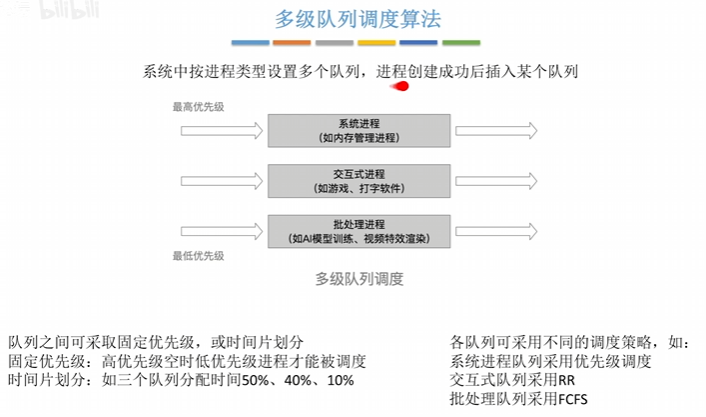 bilibili
多级队列调度算法
系统中按进程类型设置多个队列，进程创建成功后插入某个队列
最高优先级
系统进程
（如内存管理进程）
交互式进程
（如游戏、打字软件）
批处理进程
（如AI模型训练、视频特效渲染）
最低优先级
多级队列调度
队列之间可采取固定优先级，或时间片划分
固定优先级：高优先级空时低优先级进程才能被调度
时间片划分：如三个队列分配时间50%、40%、10%
各队列可采用不同的调度策略，如：
系统进程队列采用优先级调度
交互式队列采用RR
批处理队列采用FCFS